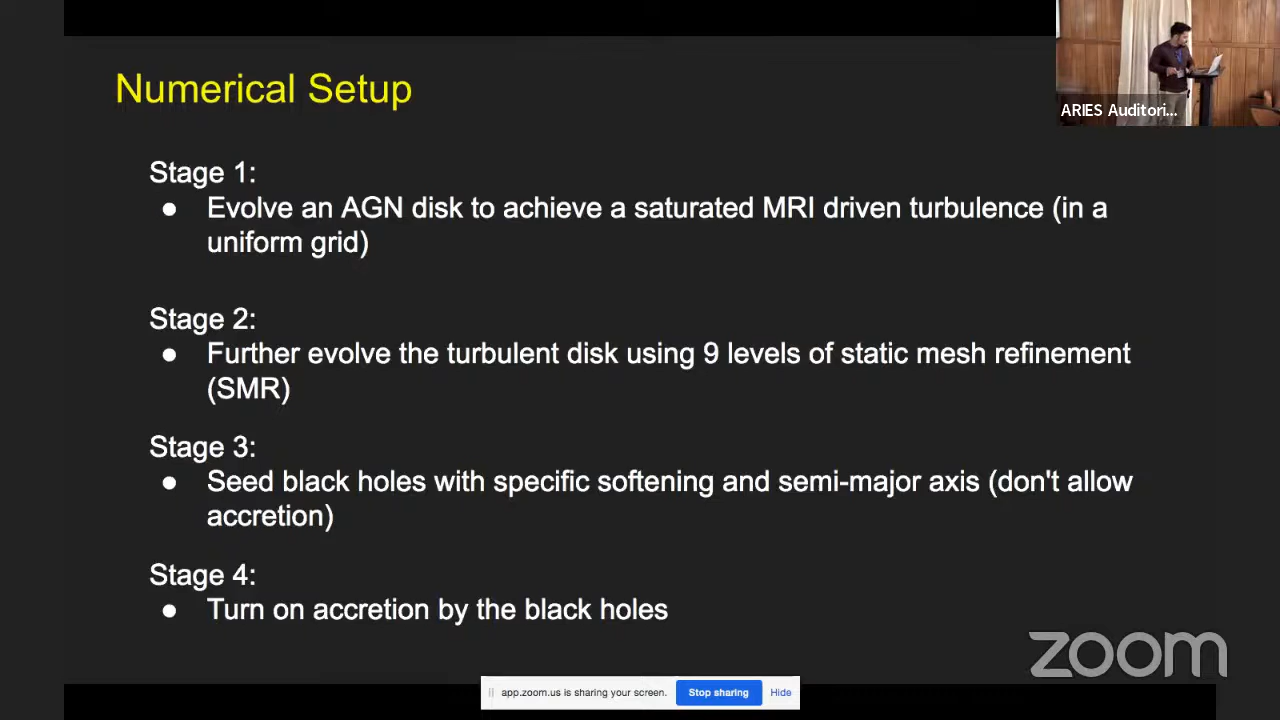 Numerical Setup
ARIES Auditori...
Stage 1:
● Evolve an AGN disk to achieve a saturated MRI driven turbulence (in a
uniform grid)
Stage 2:
● Further evolve the turbulent disk using 9 levels of static mesh refinement
(SMR)
Stage 3:
● Seed black holes with specific softening and semi-major axis (don't allow
accretion)
Stage 4:
● Turn on accretion by the black holes
zoom
app.zoom.us is sharing your screen. Stop sharing Hide